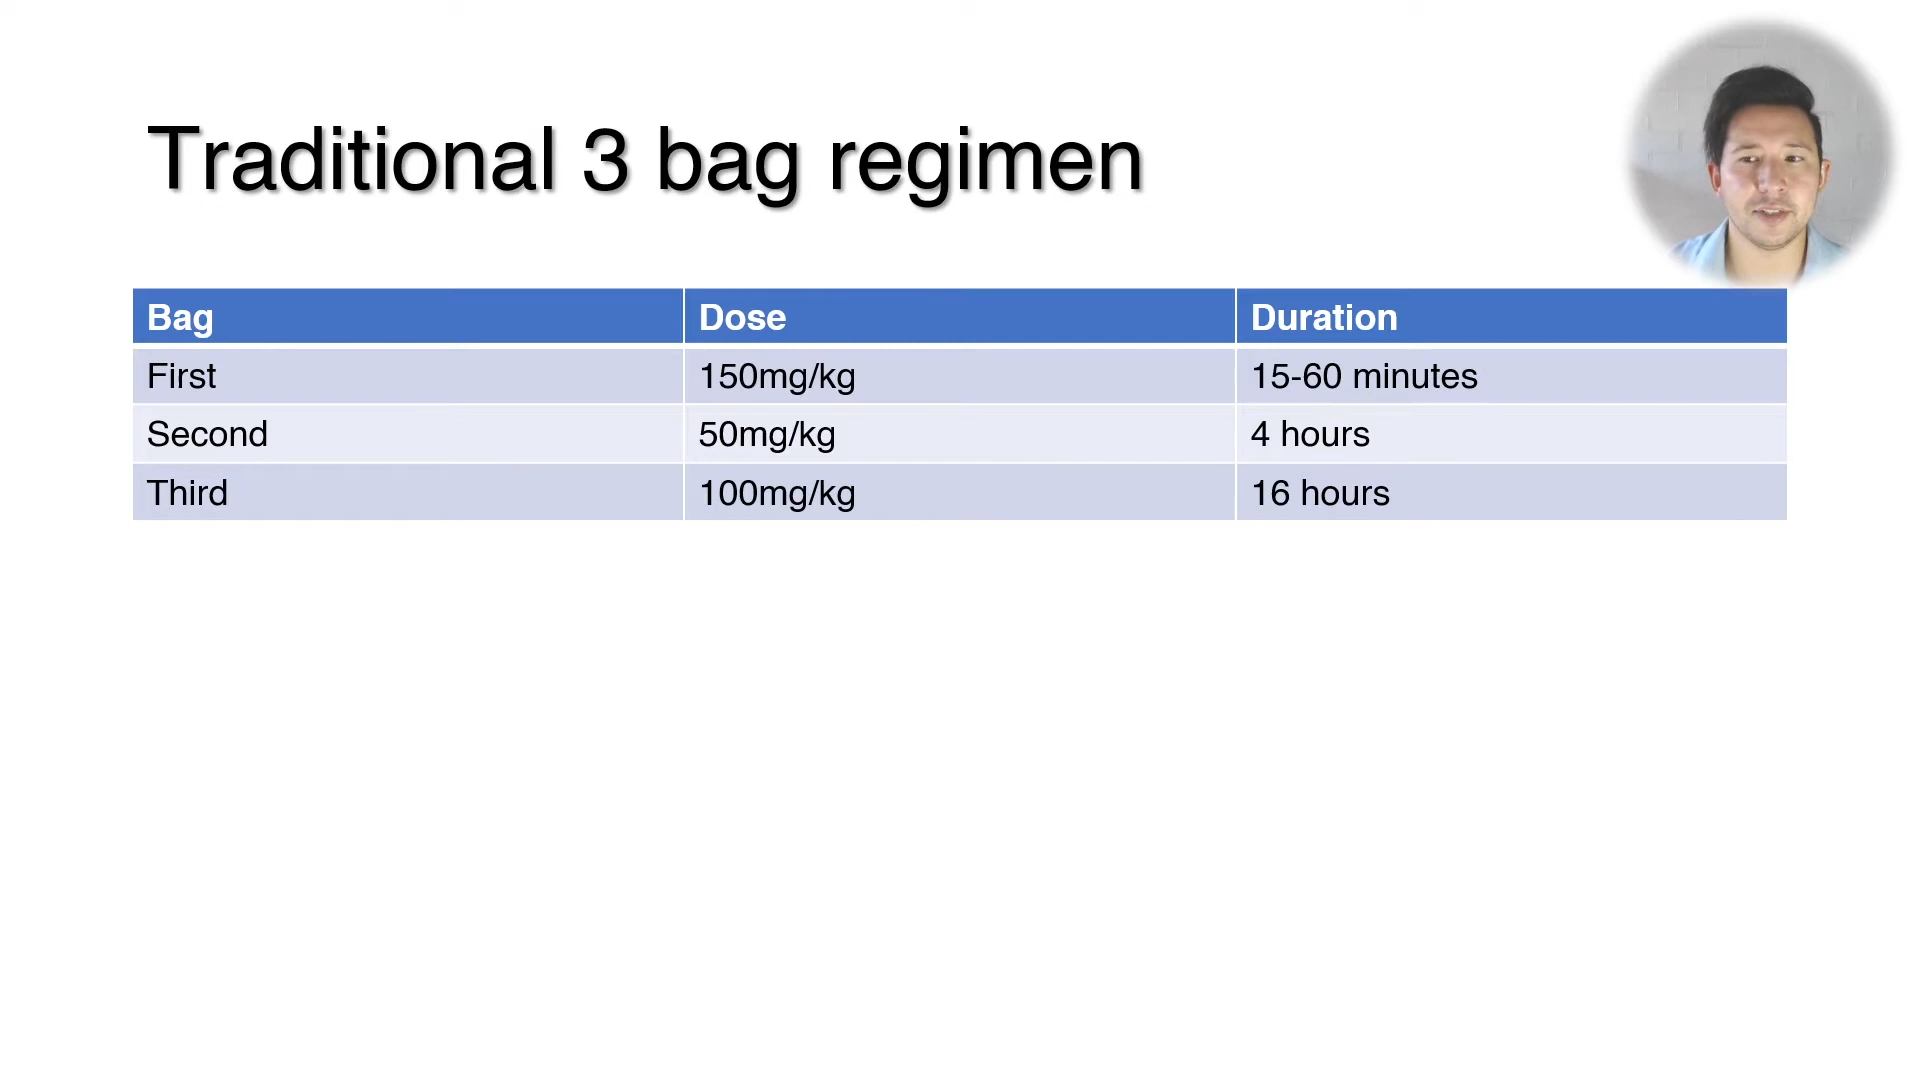 Traditional 3 bag regimen
Bag Dose Duration
First 150mg/kg 15-60 minutes
Second 50mg/kg 4 hours
Third 100mg/kg 16 hours